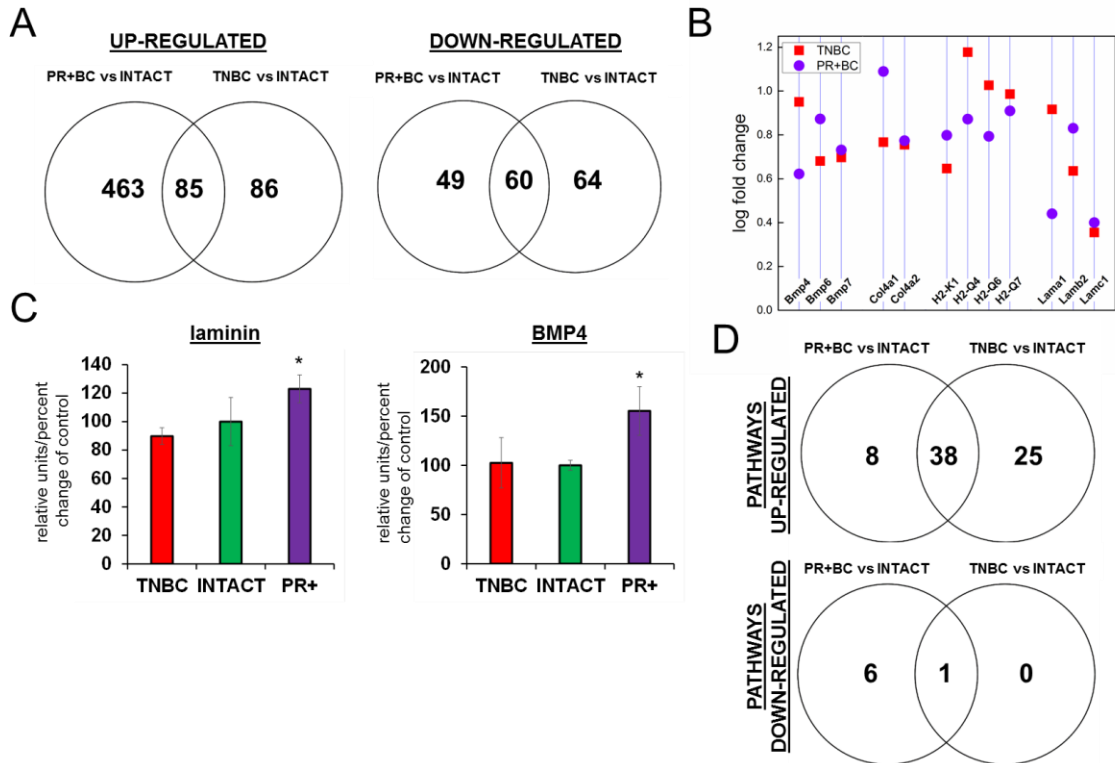 A
UP-REGULATED
PR+BC vs INTACT
TNBC vs INTACT
463
85
86
DOWN-REGULATED
PR+BC vs INTACT
TNBC vs INTACT
49
60
64
B
TNBC
PR+BC
log fold change
1.2
1.0
0.8
0.6
0.4
0.2
0.0
Bmp4
Bmp6
Bmp7
Col4a1
Col4a2
H2-K1
H2-Q4
H2-Q6
H2-Q7
Lama1
Lamb2
Lamc1
C
laminin
relative units/percent
change of control
140
120
100
80
60
40
20
0
*
TNBC
INTACT
PR+
BMP4
relative units/percent
change of control
200
150
100
50
0
*
TNBC
INTACT
PR+
D
PR+BC vs INTACT
TNBC vs INTACT
PATHWAYS
UP-REGULATED
8
38
25
PR+BC vs INTACT
TNBC vs INTACT
PATHWAYS
DOWN-REGULATED
6
1
0